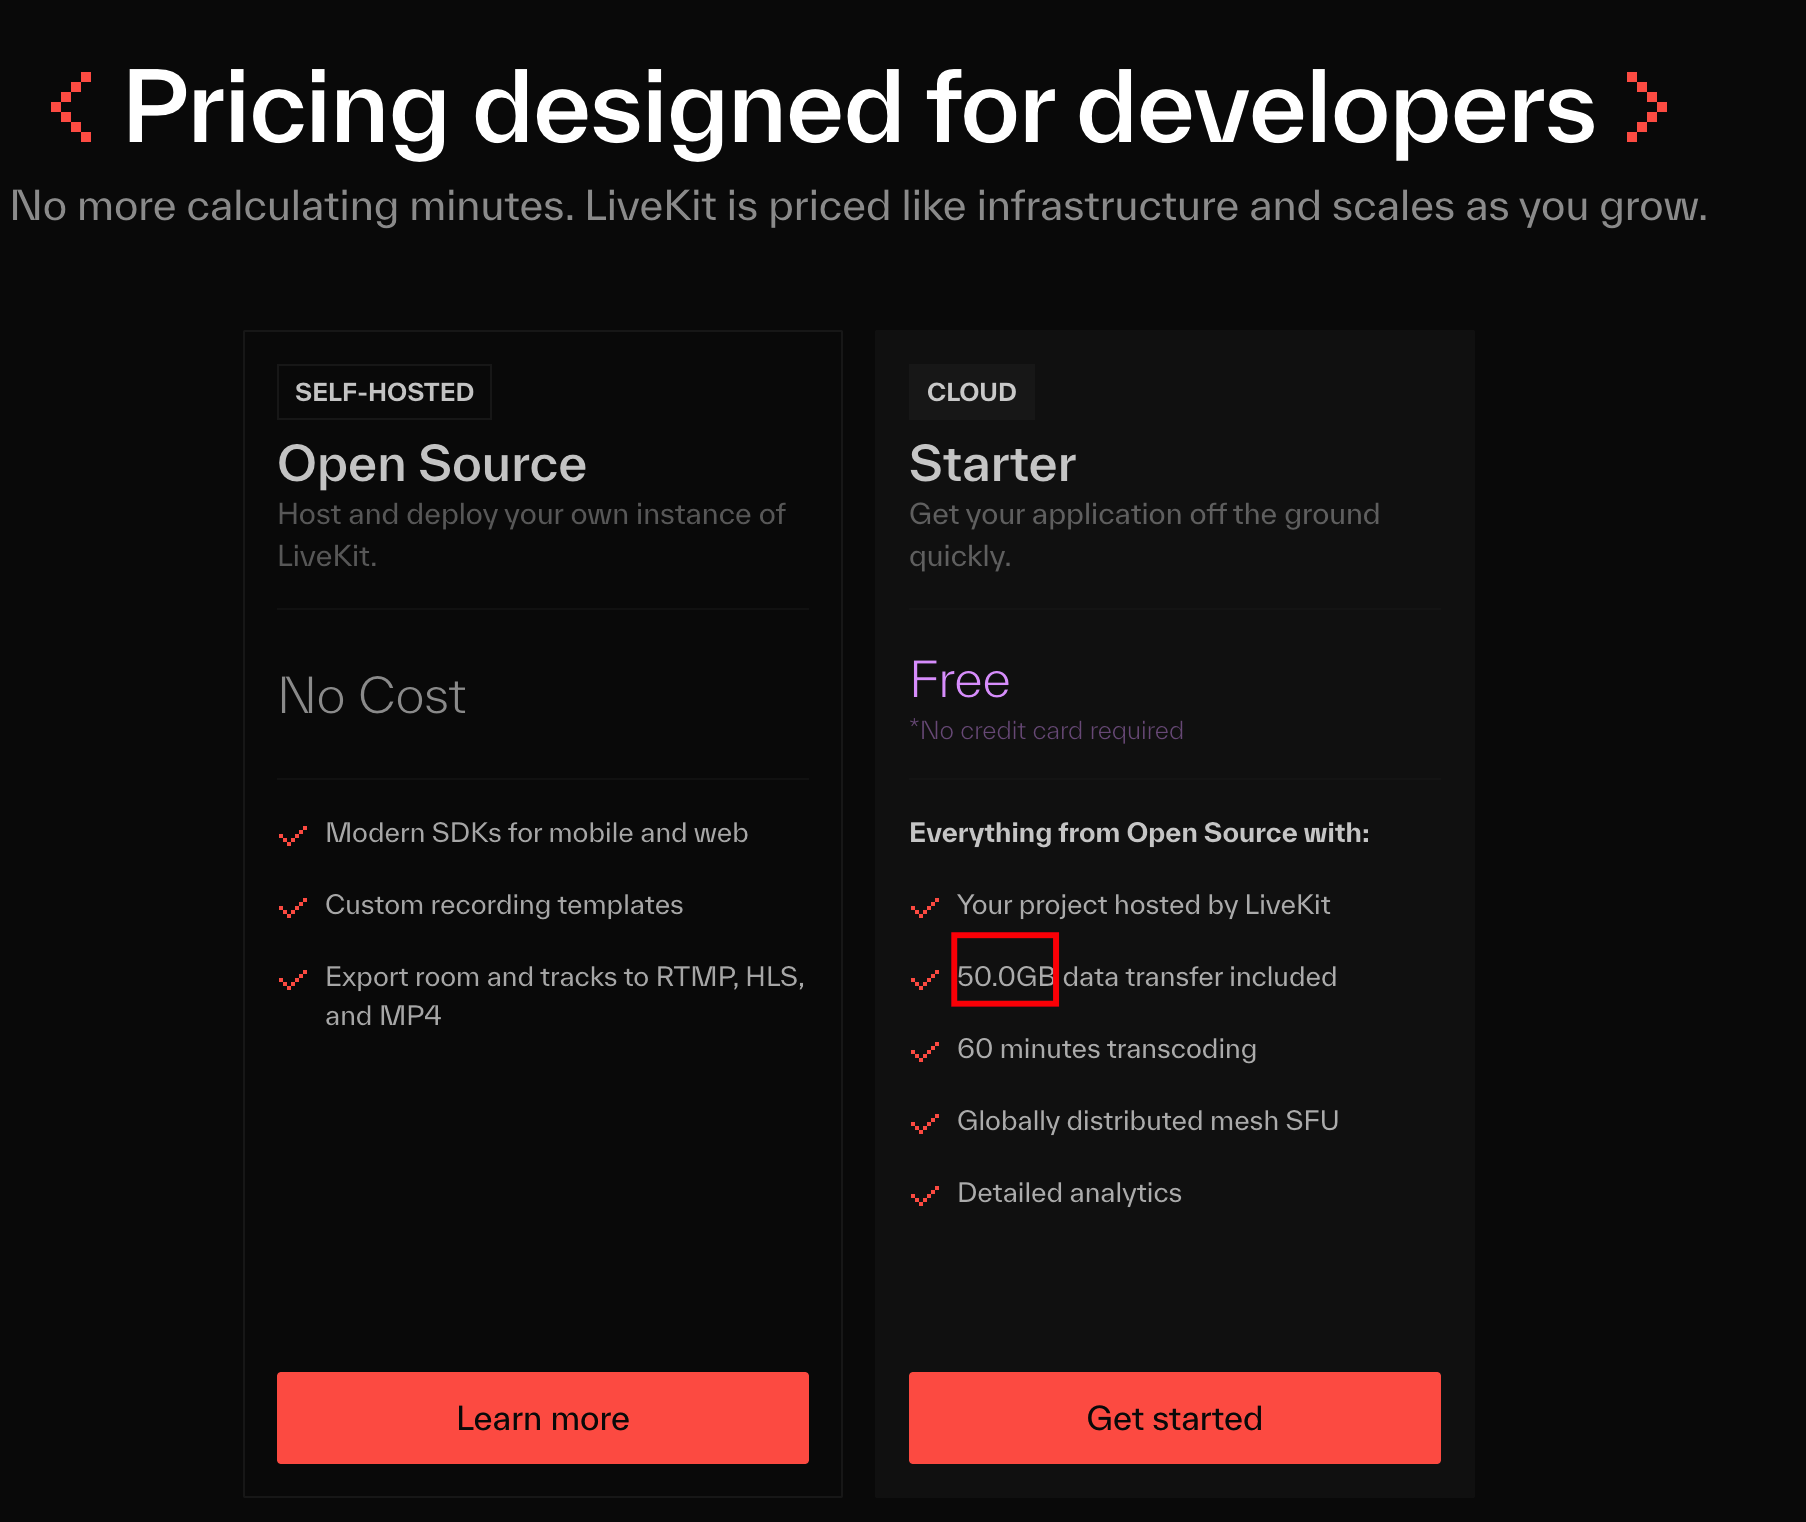 Pricing designed for developers
No more calculating minutes. LiveKit is priced like infrastructure and scales as you grow.
SELF-HOSTED
Open Source
Host and deploy your own instance of
LiveKit.
No Cost
Modern SDKs for mobile and web
Custom recording templates
Export room and tracks to RTMP, HLS,
and MP4
Learn more
CLOUD
Starter
Get your application off the ground
quickly.
Free
*No credit card required
Everything from Open Source with:
Your project hosted by LiveKit
50.0GB data transfer included
60 minutes transcoding
Globally distributed mesh SFU
Detailed analytics
Get started